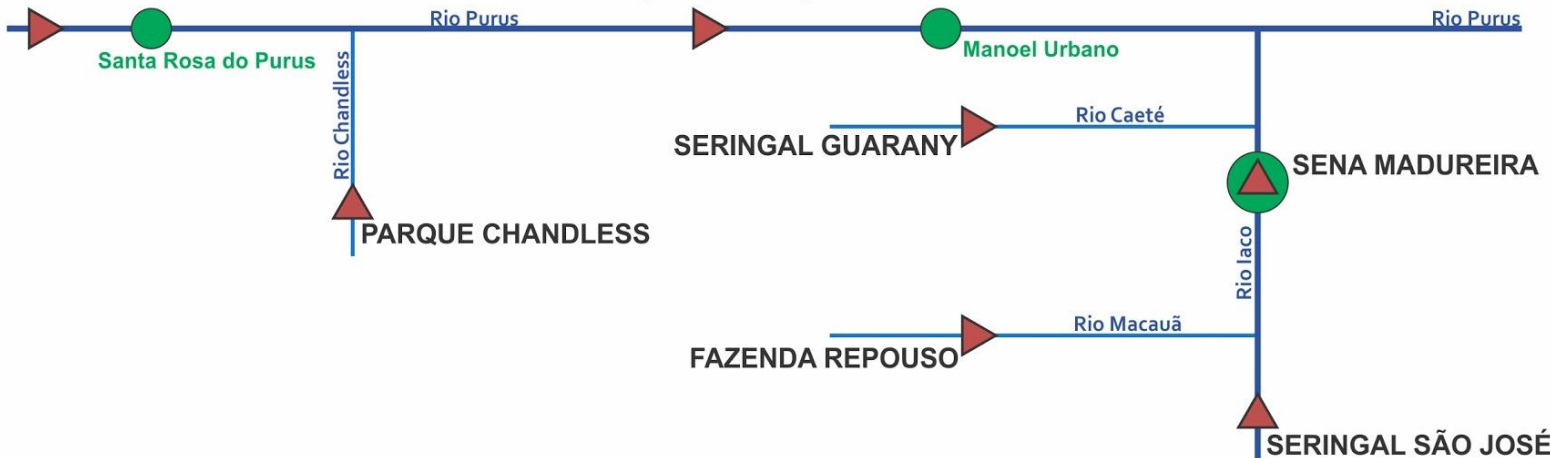 Rio Purus
Rio Purus
Santa Rosa do Purus
Manoel Urbano
Rio Chandless
Rio Caeté
SERINGAL GUARANY
SENA MADUREIRA
PARQUE CHANDLESS
Rio Iaco
Rio Macauã
FAZENDA REPOUSO
SERINGAL SÃO JOSÉ